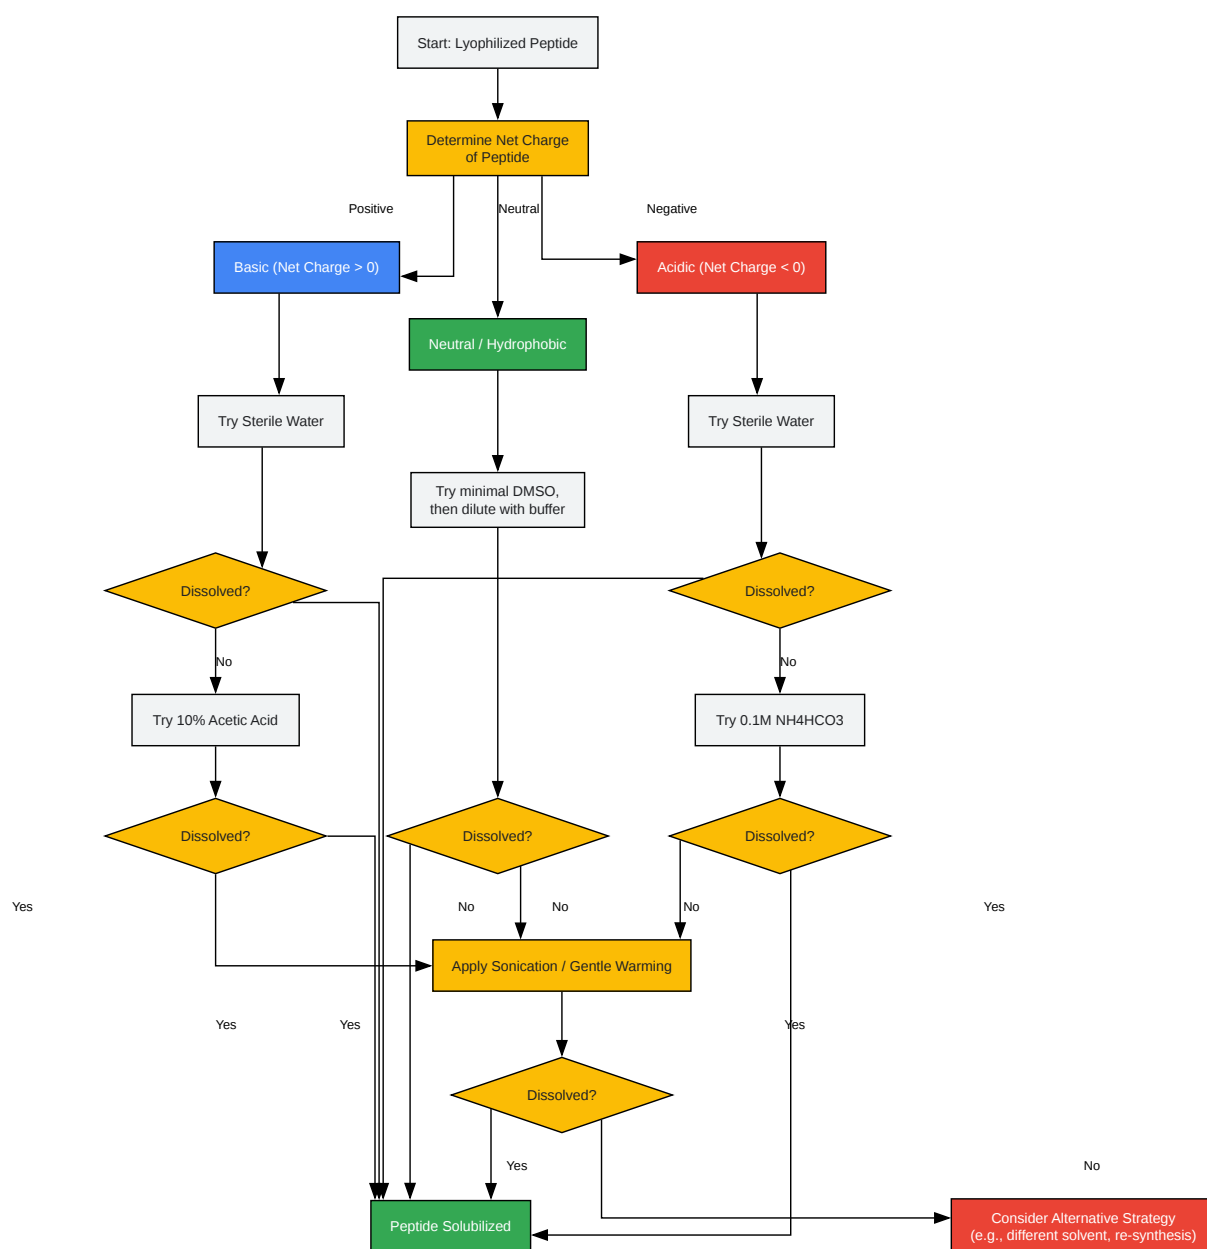 Start: Lyophilized Peptide
Determine Net Charge
of Peptide
Positive
Neutral
Negative
Basic (Net Charge > 0)
Acidic (Net Charge < 0)
Neutral / Hydrophobic
Try Sterile Water
Try Sterile Water
Try minimal DMSO,
then dilute with buffer
Dissolved?
Dissolved?
No
No
Try 10% Acetic Acid
Try 0.1M NH4HCO3
Dissolved?
Dissolved?
Dissolved?
Yes
No
No
No
Yes
Apply Sonication / Gentle Warming
Yes
Yes
Yes
Dissolved?
Yes
No
Peptide Solubilized
Consider Alternative Strategy
(e.g., different solvent, re-synthesis)